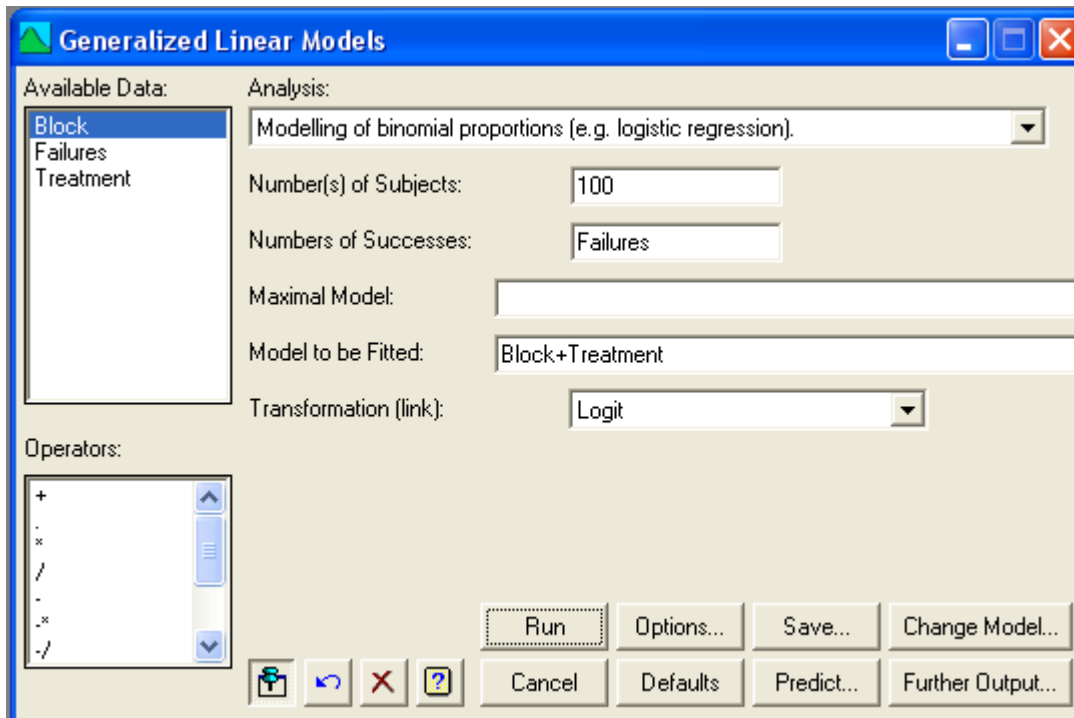 Generalized Linear Models
Available Data:
Block
Failures
Treatment
Analysis:
Modelling of binomial proportions (e.g. logistic regression).
Number(s) of Subjects:
100
Numbers of Successes:
Failures
Maximal Model:
Model to be Fitted:
Block+Treatment
Transformation (link):
Logit
Operators:
+
.
*
/
-
-*
-/
Run
Options...
Save...
Change Model...
?
Cancel
Defaults
Predict...
Further Output...